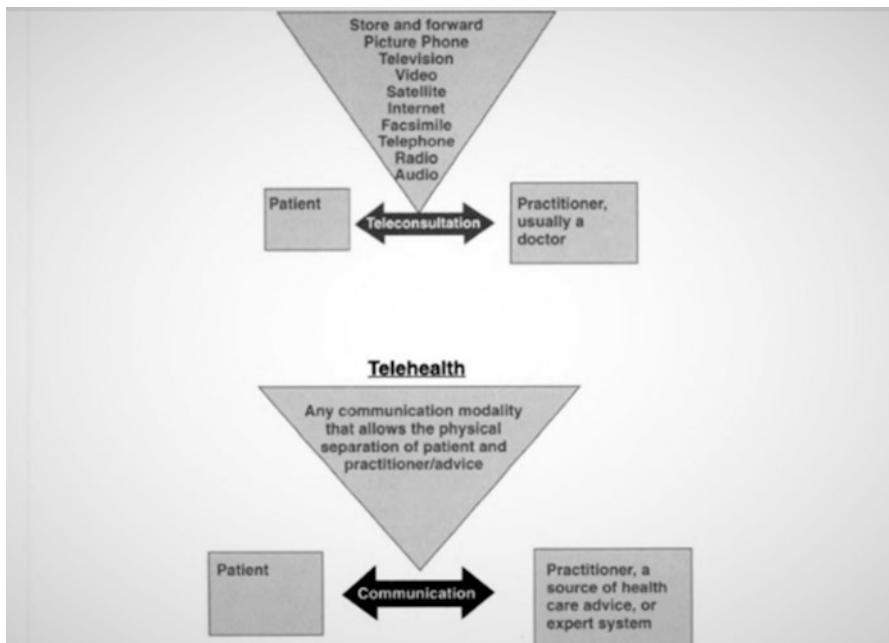 Store and forward
Picture Phone
Television
Video
Satellite
Internet
Facsimile
Telephone
Radio
Audio
Patient
Teleconsultation
Practitioner,
usually a
doctor
Telehealth
Any communication modality
that allows the physical
separation of patient and
practitioner/advice
Patient
Communication
Practitioner, a
source of health
care advice, or
expert system